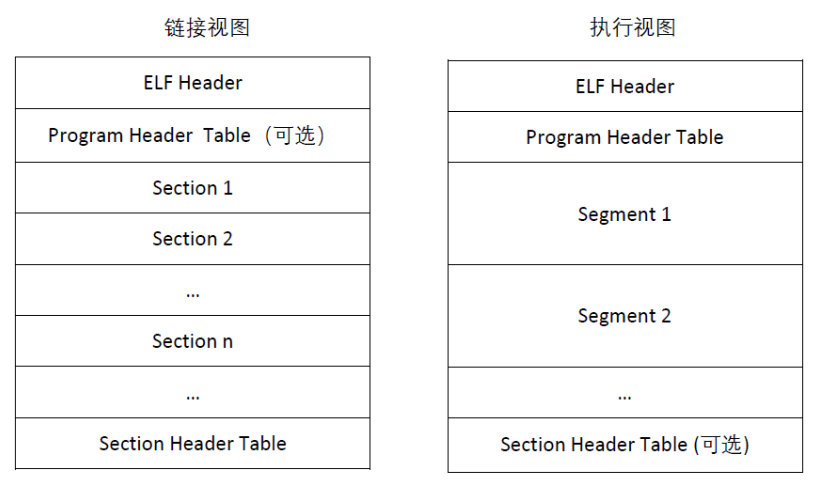 链接视图
ELF Header
Program Header Table（可选）
Section 1
Section 2
...
Section n
...
Section Header Table
执行视图
ELF Header
Program Header Table
Segment 1
Segment 2
...
Section Header Table (可选)